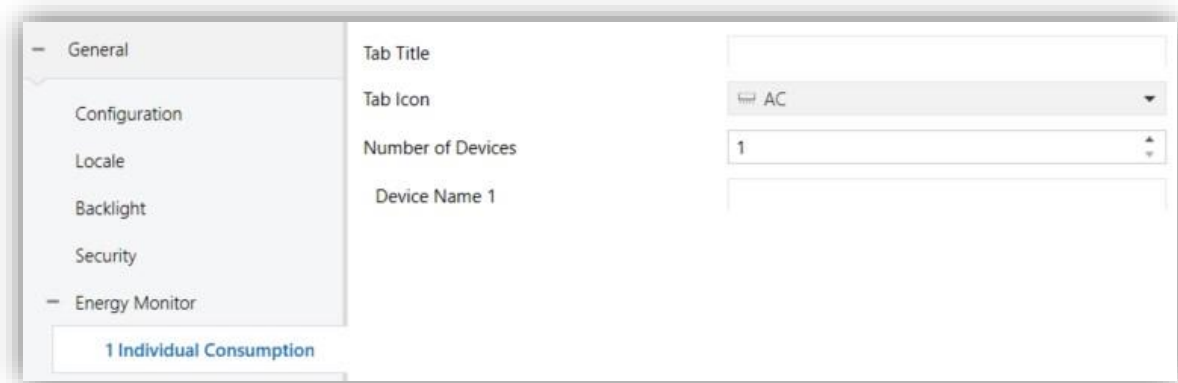 General
Configuration
Locale
Backlight
Security
Energy Monitor
1 Individual Consumption
Tab Title
Tab Icon
AC
Number of Devices
1
Device Name 1